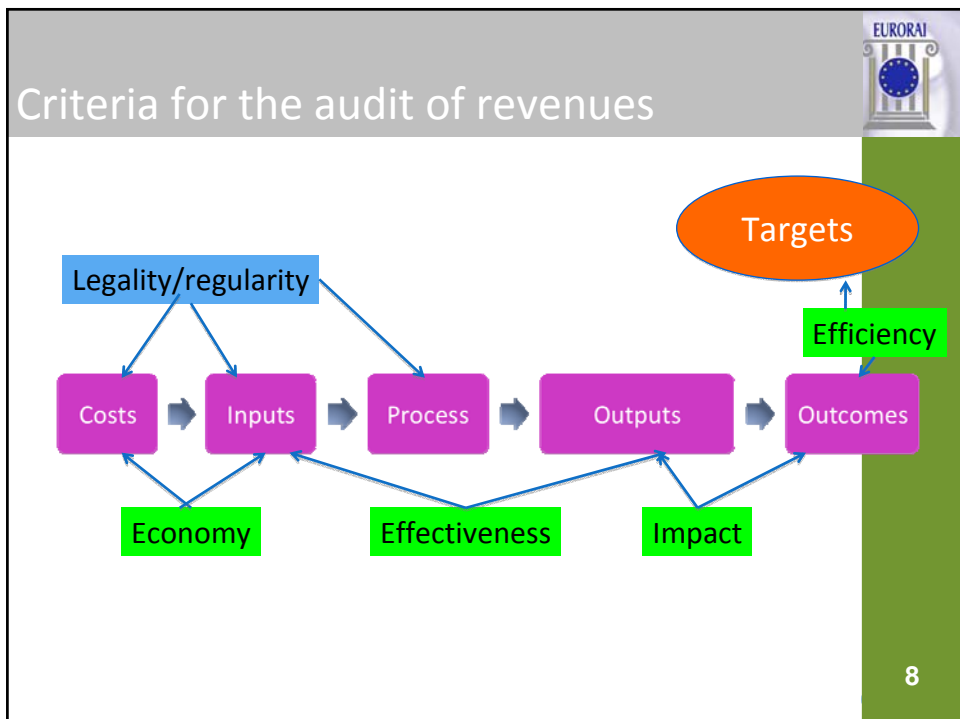 EURORAI
Criteria for the audit of revenues
Targets
Legality/regularity
Efficiency
Costs
Inputs
Process
Outputs
Outcomes
Economy
Effectiveness
Impact
8